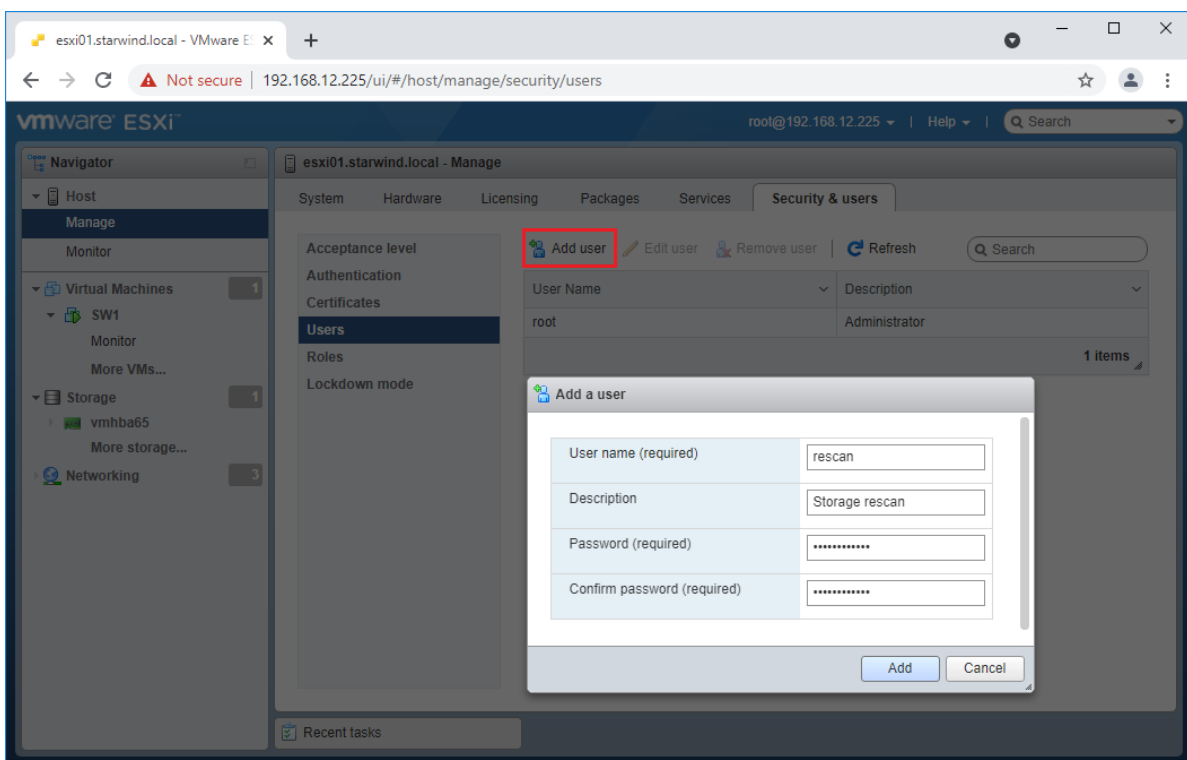 esxi01.starwind.local - VMware E
Not secure | 192.168.12.225/ui/#/host/manage/security/users
vmware ESXi™
root@192.168.12.225 | Help | Search
Navigator
esxi01.starwind.local - Manage
Host
System Hardware Licensing Packages Services Security & users
Manage
Monitor
Acceptance level
Add user Edit user Remove user | Refresh Search
Authentication
Virtual Machines 1
User Name Description
Certificates
SW1
Users
root Administrator
Monitor
Roles
1 items
More VMs...
Lockdown mode
Storage 1
Add a user
vmhba65
More storage...
User name (required) rescan
Networking 3
Description Storage rescan
Password (required) ••••••••••••
Confirm password (required) ••••••••••••
Add Cancel
Recent tasks